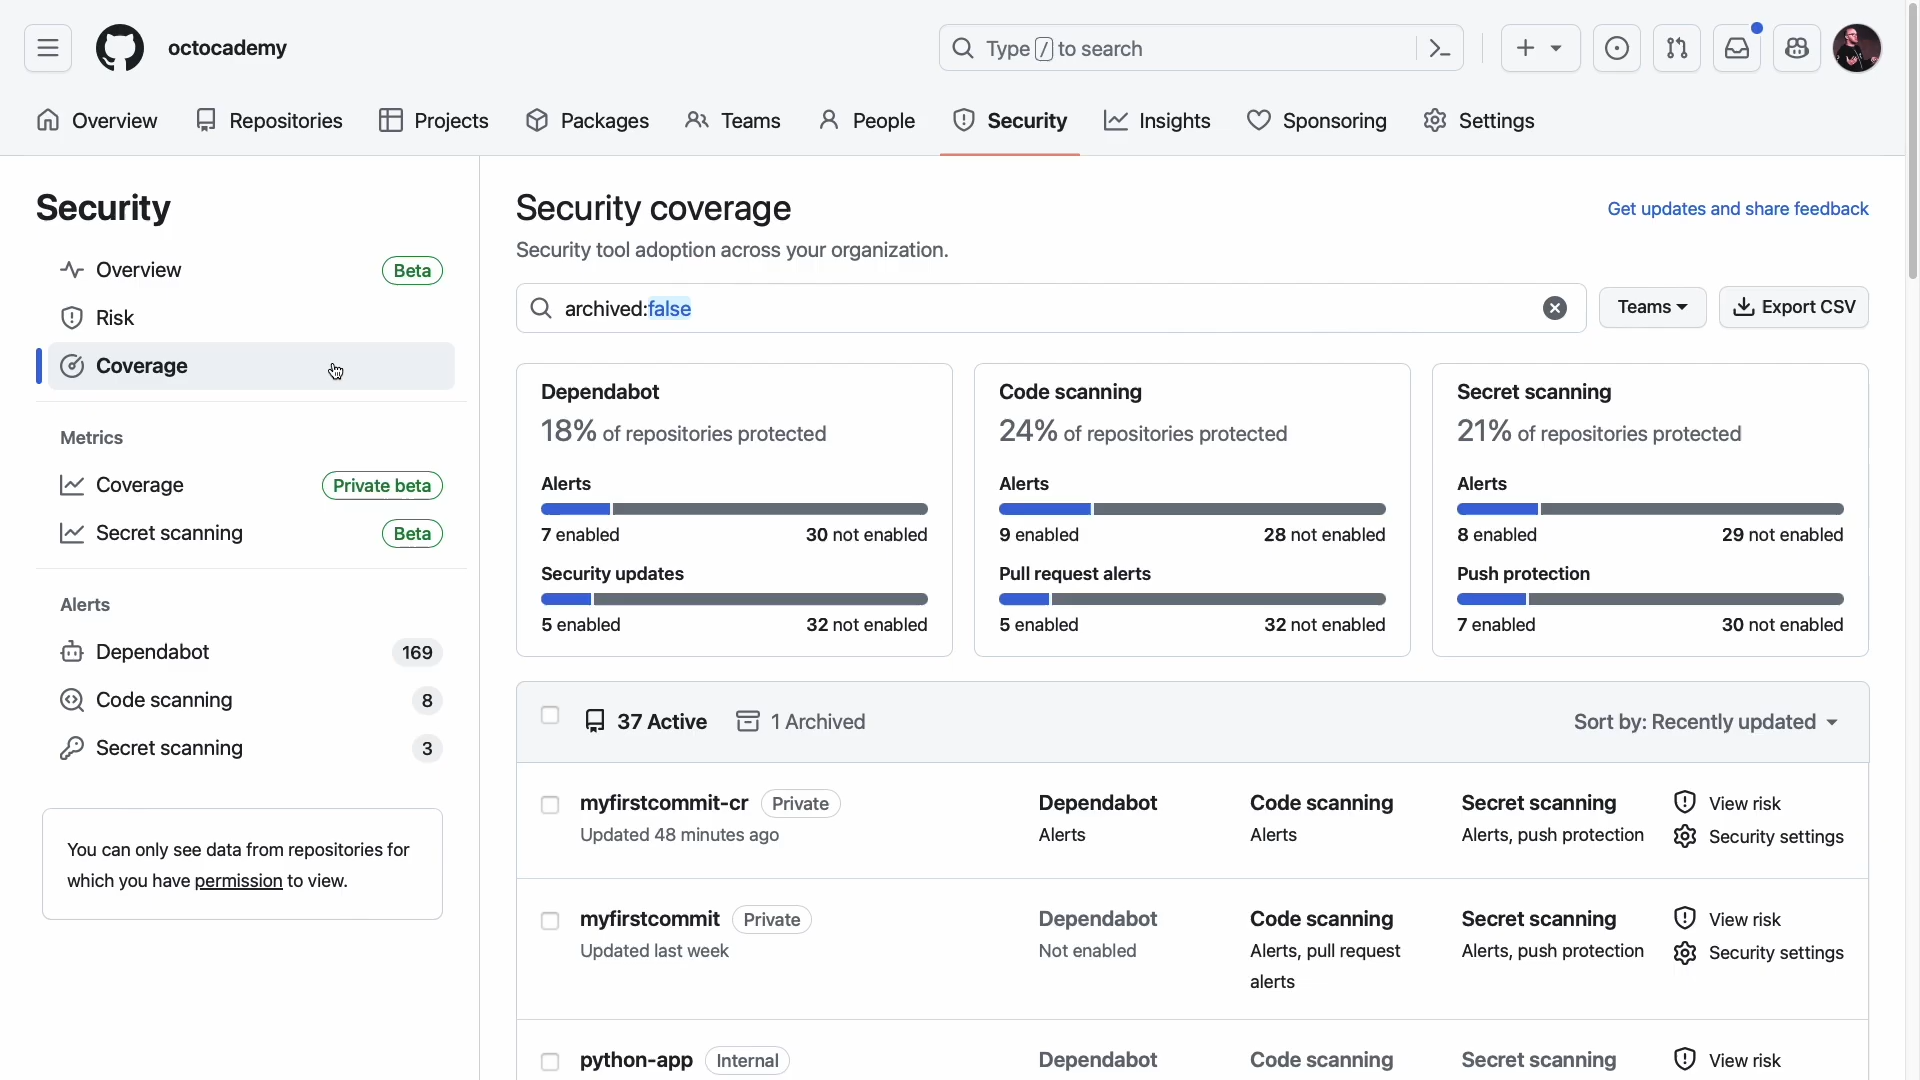 octocademy
Type / to search
Overview
Repositories
Projects
Packages
Teams
People
Security
Insights
Sponsoring
Settings
Security
Overview Beta
Risk
Coverage
Metrics
Coverage Private beta
Secret scanning Beta
Alerts
Dependabot 169
Code scanning 8
Secret scanning 3
You can only see data from repositories for
which you have permission to view.
Security coverage
Get updates and share feedback
Security tool adoption across your organization.
archived:false
Teams
Export CSV
Dependabot
18% of repositories protected
Alerts
7 enabled 30 not enabled
Security updates
5 enabled 32 not enabled
Code scanning
24% of repositories protected
Alerts
9 enabled 28 not enabled
Pull request alerts
5 enabled 32 not enabled
Secret scanning
21% of repositories protected
Alerts
8 enabled 29 not enabled
Push protection
7 enabled 30 not enabled
37 Active 1 Archived Sort by: Recently updated
myfirstcommit-cr Private
Updated 48 minutes ago
Dependabot
Alerts
Code scanning
Alerts
Secret scanning
Alerts, push protection
View risk
Security settings
myfirstcommit Private
Updated last week
Dependabot
Not enabled
Code scanning
Alerts, pull request
alerts
Secret scanning
Alerts, push protection
View risk
Security settings
python-app Internal
Dependabot
Code scanning
Secret scanning
View risk